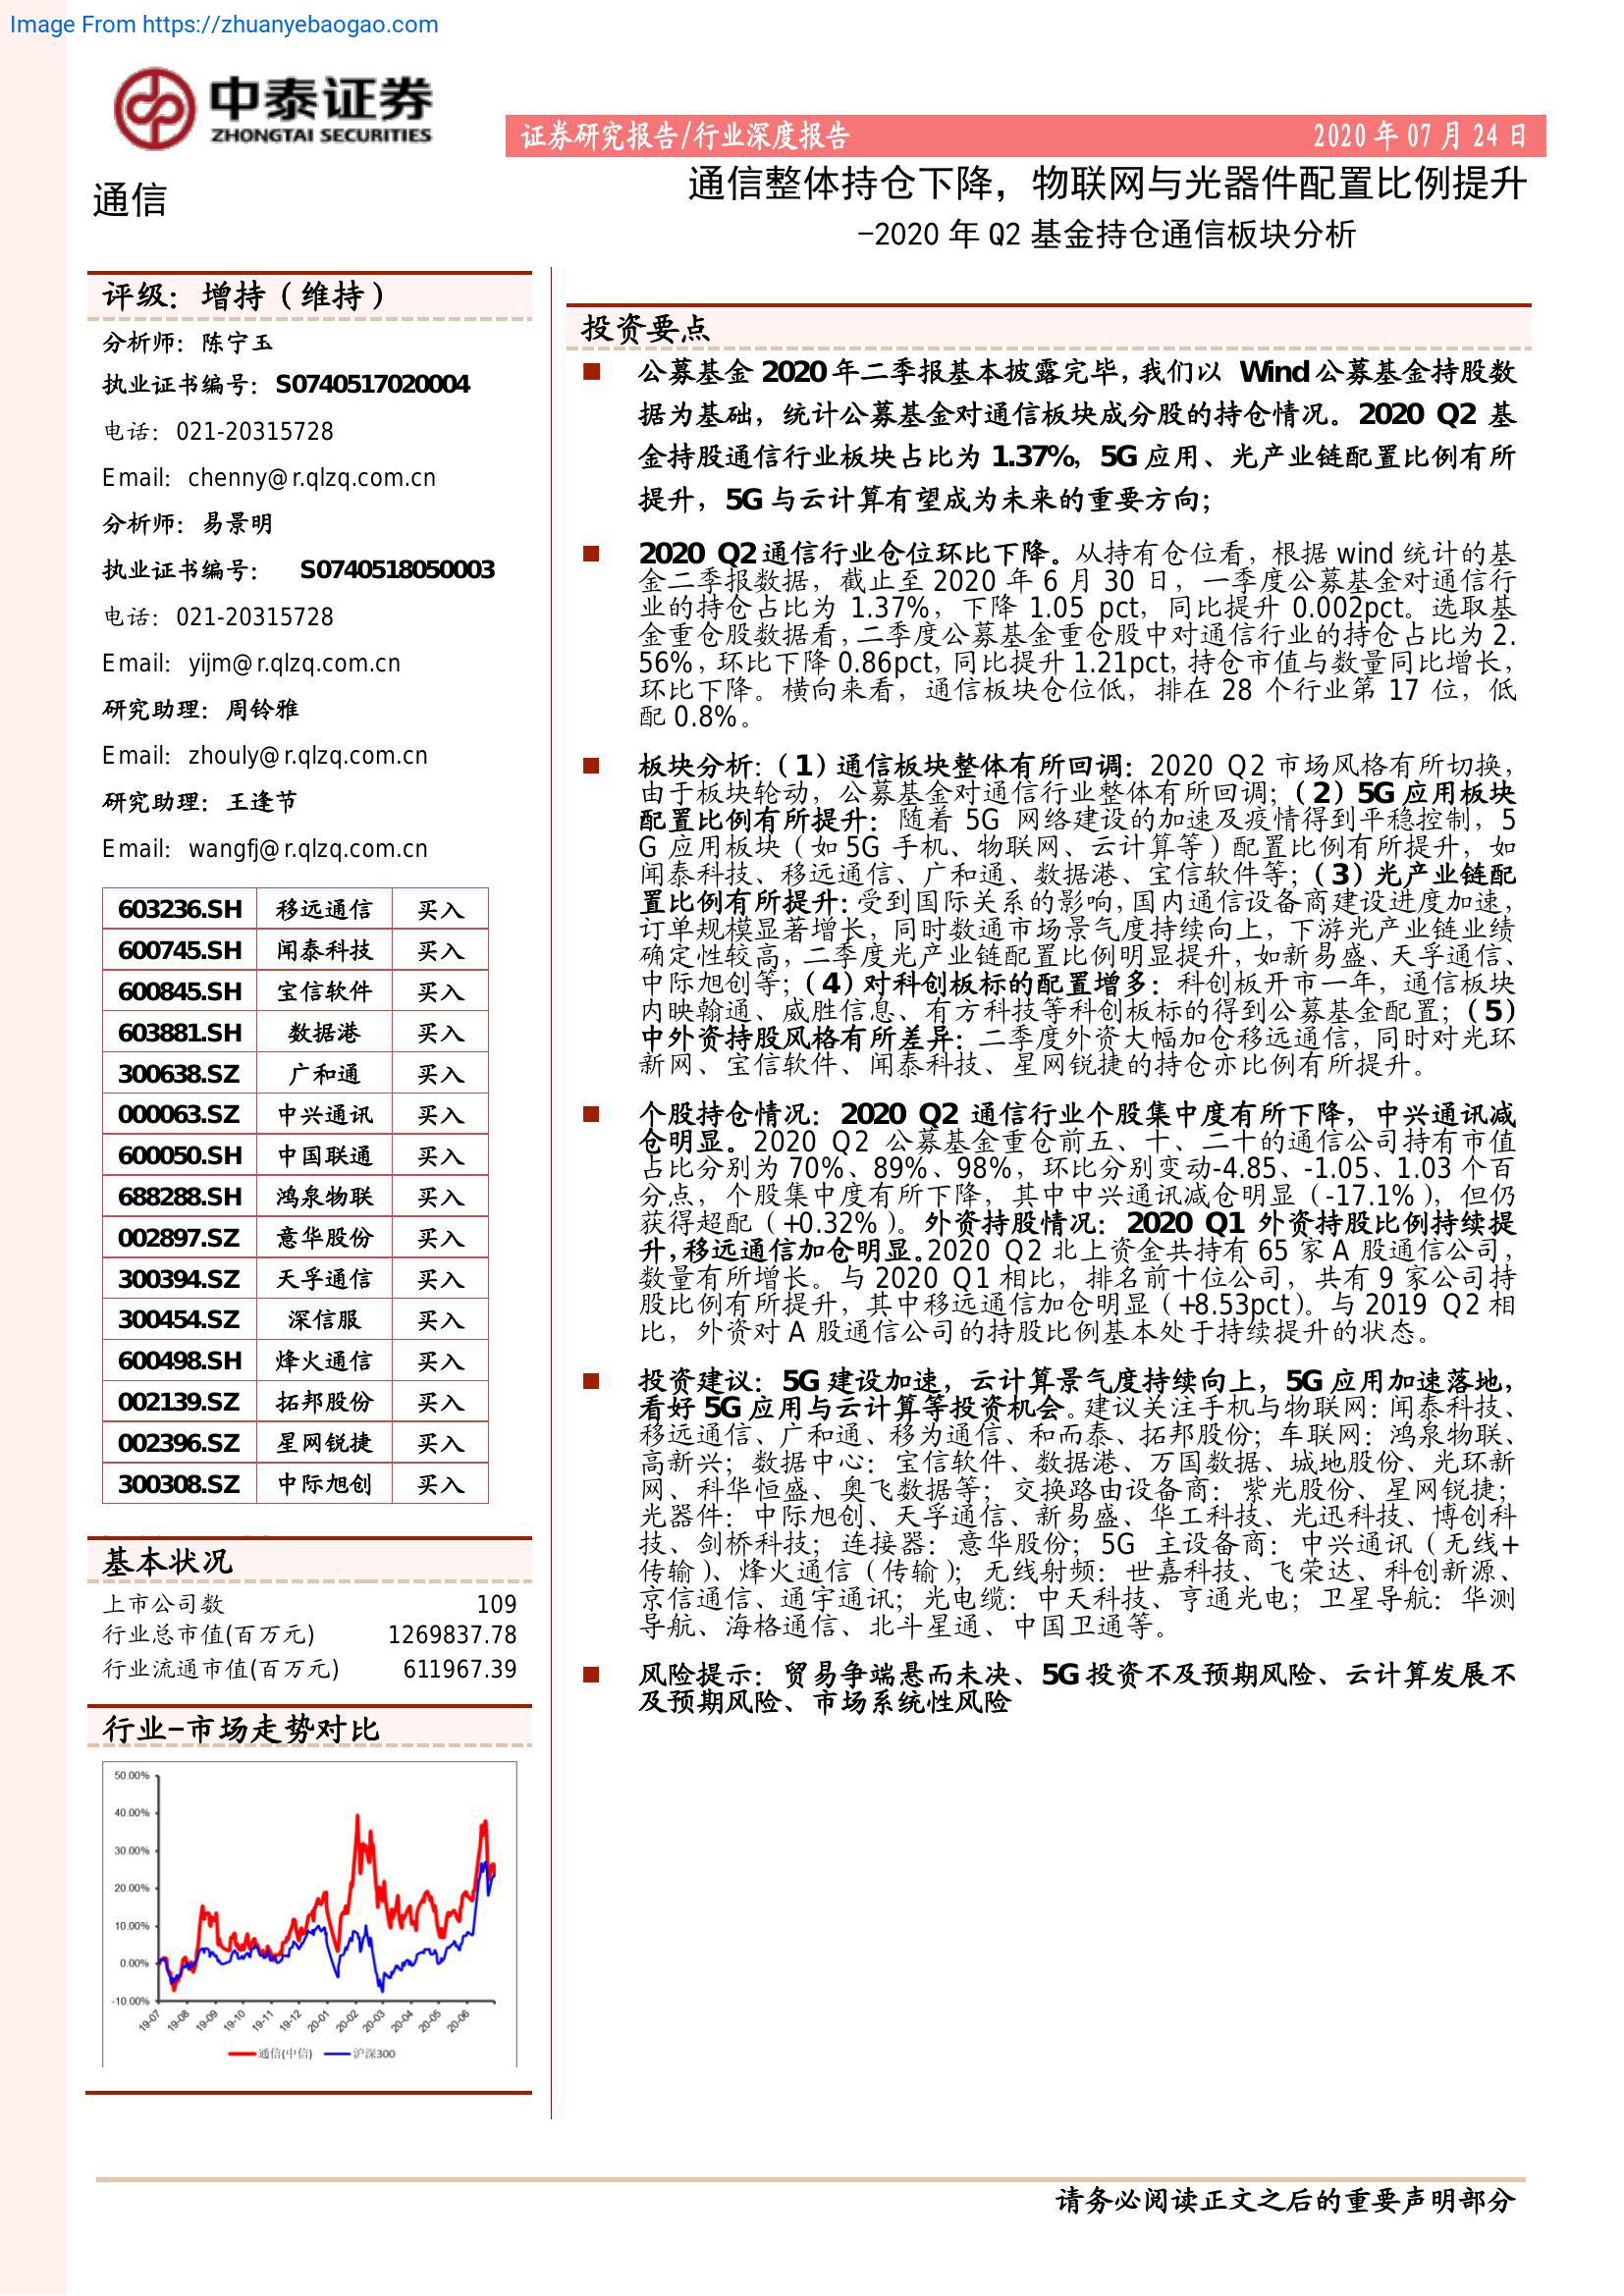 Image From https://zhuanyebaogao.com
中泰证券
ZHONGTAI SECURITIES
证券研究报告/行业深度报告
2020 年 07 月 24 日
通信
通信整体持仓下降，物联网与光器件配置比例提升
-2020 年 Q2 基金持仓通信板块分析
评级：增持（维持）
分析师：陈宁玉
执业证书编号：S0740517020004
电话：021-20315728
Email：chenny@r.qlzq.com.cn
分析师：易景明
执业证书编号： S0740518050003
电话：021-20315728
Email：yijm@r.qlzq.com.cn
研究助理：周铃雅
Email：zhouly@r.qlzq.com.cn
研究助理：王逢节
Email：wangfj@r.qlzq.com.cn
603236.SH 移远通信 买入
600745.SH 闻泰科技 买入
600845.SH 宝信软件 买入
603881.SH 数据港 买入
300638.SZ 广和通 买入
000063.SZ 中兴通讯 买入
600050.SH 中国联通 买入
688288.SH 鸿泉物联 买入
002897.SZ 意华股份 买入
300394.SZ 天孚通信 买入
300454.SZ 深信服 买入
600498.SH 烽火通信 买入
002139.SZ 拓邦股份 买入
002396.SZ 星网锐捷 买入
300308.SZ 中际旭创 买入
基本状况
上市公司数 109
行业总市值(百万元) 1269837.78
行业流通市值(百万元) 611967.39
行业-市场走势对比
50.00%
40.00%
30.00%
20.00%
10.00%
0.00%
-10.00%
19-07 19-08 19-09 19-10 19-11 19-12 20-01 20-02 20-03 20-04 20-05 20-06
通信(中信) 沪深300
投资要点
公募基金 2020 年二季报基本披露完毕，我们以 Wind 公募基金持股数
据为基础，统计公募基金对通信板块成分股的持仓情况。2020 Q2 基
金持股通信行业板块占比为 1.37%，5G 应用、光产业链配置比例有所
提升，5G 与云计算有望成为未来的重要方向；
2020 Q2 通信行业仓位环比下降。从持有仓位看，根据 wind 统计的基
金二季报数据，截止至 2020 年 6 月 30 日，一季度公募基金对通信行
业的持仓占比为 1.37%，下降 1.05 pct，同比提升 0.002pct。选取基
金重仓股数据看，二季度公募基金重仓股中对通信行业的持仓占比为 2.
56%，环比下降 0.86pct，同比提升 1.21pct，持仓市值与数量同比增长，
环比下降。横向来看，通信板块仓位低，排在 28 个行业第 17 位，低
配 0.8%。
板块分析：（1）通信板块整体有所回调：2020 Q2 市场风格有所切换，
由于板块轮动，公募基金对通信行业整体有所回调；（2）5G 应用板块
配置比例有所提升：随着 5G 网络建设的加速及疫情得到平稳控制，5
G 应用板块（如 5G 手机、物联网、云计算等）配置比例有所提升，如
闻泰科技、移远通信、广和通、数据港、宝信软件等；（3）光产业链配
置比例有所提升：受到国际关系的影响，国内通信设备商建设进度加速，
订单规模显著增长，同时数通市场景气度持续向上，下游光产业链业绩
确定性较高，二季度光产业链配置比例明显提升，如新易盛、天孚通信、
中际旭创等；（4）对科创板标的配置增多：科创板开市一年，通信板块
内映翰通、威胜信息、有方科技等科创板标的得到公募基金配置；（5）
中外资持股风格有所差异：二季度外资大幅加仓移远通信，同时对光环
新网、宝信软件、闻泰科技、星网锐捷的持仓亦比例有所提升。
个股持仓情况：2020 Q2 通信行业个股集中度有所下降，中兴通讯减
仓明显。2020 Q2 公募基金重仓前五、十、二十的通信公司持有市值
占比分别为 70%、89%、98%，环比分别变动-4.85、-1.05、1.03 个百
分点，个股集中度有所下降，其中中兴通讯减仓明显（-17.1%），但仍
获得超配（+0.32%）。外资持股情况：2020 Q1 外资持股比例持续提
升，移远通信加仓明显。2020 Q2 北上资金共持有 65 家 A 股通信公司，
数量有所增长。与 2020 Q1 相比，排名前十位公司，共有 9 家公司持
股比例有所提升，其中移远通信加仓明显（+8.53pct）。与 2019 Q2 相
比，外资对 A 股通信公司的持股比例基本处于持续提升的状态。
投资建议：5G 建设加速，云计算景气度持续向上，5G 应用加速落地，
看好 5G 应用与云计算等投资机会。建议关注手机与物联网：闻泰科技、
移远通信、广和通、移为通信、和而泰、拓邦股份；车联网：鸿泉物联、
高新兴；数据中心：宝信软件、数据港、万国数据、城地股份、光环新
网、科华恒盛、奥飞数据等；交换路由设备商：紫光股份、星网锐捷；
光器件：中际旭创、天孚通信、新易盛、华工科技、光迅科技、博创科
技、剑桥科技；连接器：意华股份；5G 主设备商：中兴通讯（无线+
传输）、烽火通信（传输）；无线射频：世嘉科技、飞荣达、科创新源、
京信通信、通宇通讯；光电缆：中天科技、亨通光电；卫星导航：华测
导航、海格通信、北斗星通、中国卫通等。
风险提示：贸易争端悬而未决、5G 投资不及预期风险、云计算发展不
及预期风险、市场系统性风险
请务必阅读正文之后的重要声明部分